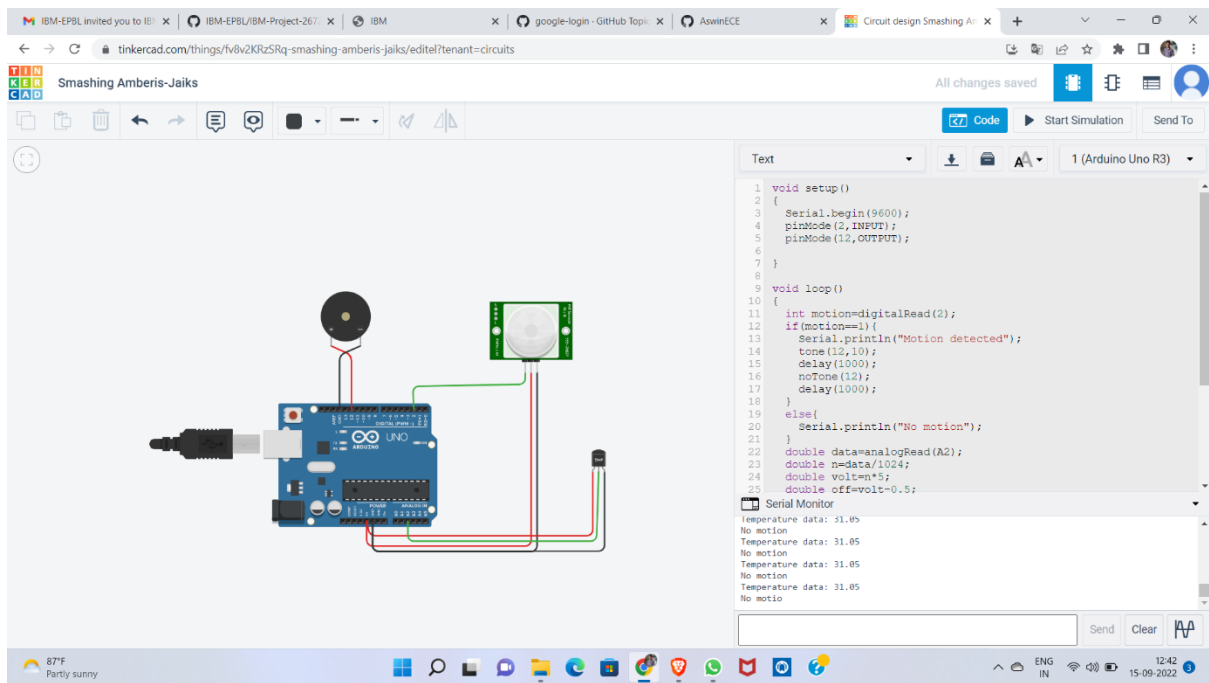 IBM-EPBL invited you to IB
IBM-EPBL/IBM-Project-267
IBM
google-login · GitHub Topic
AswinECE
Circuit design Smashing Am
tinkercad.com/things/fv8v2KRzSRq-smashing-amberis-jaiks/editel?tenant=circuits
TIN
KER
CAD
Smashing Amberis-Jaiks
All changes saved
Code
Start Simulation
Send To
Text
1 (Arduino Uno R3)
1 void setup()
2 {
3 Serial.begin(9600);
4 pinMode(2,INPUT);
5 pinMode(12,OUTPUT);
6
7 }
8
9 void loop()
10 {
11 int motion=digitalRead(2);
12 if(motion==1){
13 Serial.println("Motion detected");
14 tone(12,10);
15 delay(1000);
16 noTone(12);
17 delay(1000);
18 }
19 else{
20 Serial.println("No motion");
21 }
22 double data=analogRead(A2);
23 double n=data/1024;
24 double volt=n*5;
25 double off=volt-0.5;
DIGITAL (PWM ~)
UNO
ARDUINO
POWER
ANALOG IN
TMP
Serial Monitor
Temperature data: 31.05
No motion
Temperature data: 31.05
No motion
Temperature data: 31.05
No motion
Temperature data: 31.05
No motio
Send
Clear
87°F
Partly sunny
ENG
IN
12:42
15-09-2022
3